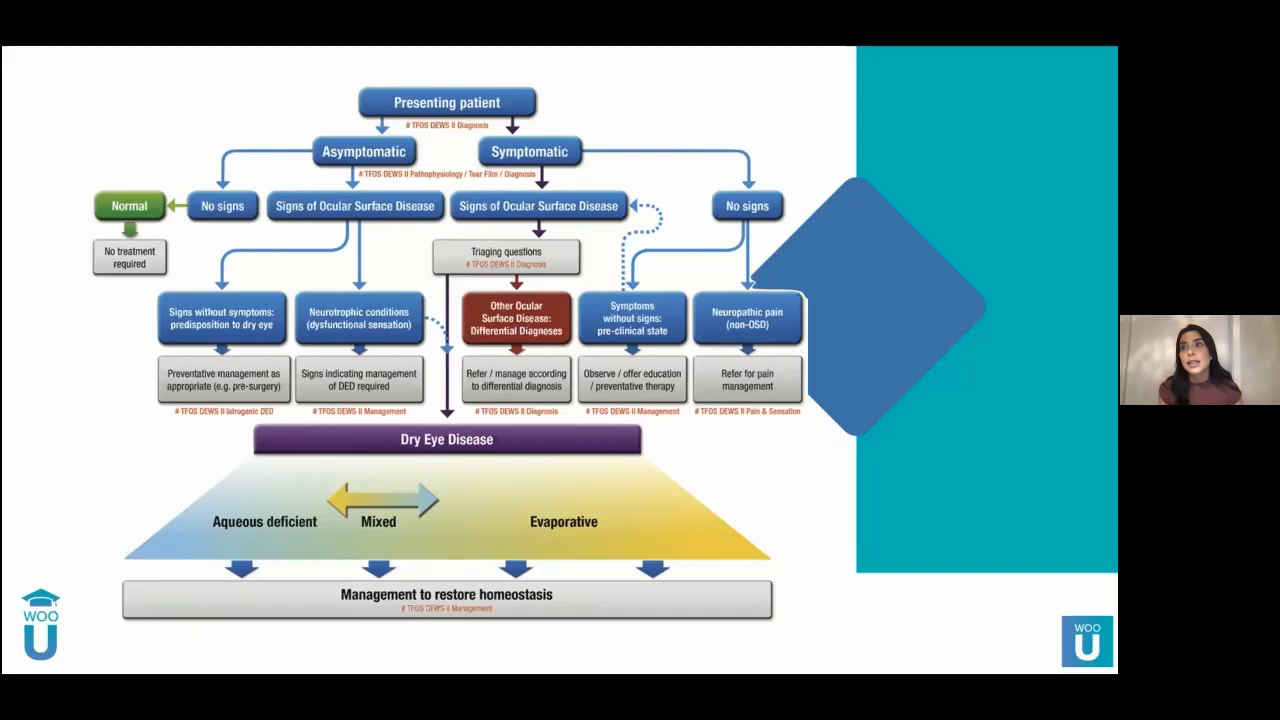 Presenting patient
# TFOS DEWS II Diagnosis
Asymptomatic
Symptomatic
# TFOS DEWS II Pathophysiology / Tear Film / Diagnosis
Normal
No signs
Signs of Ocular Surface Disease
Signs of Ocular Surface Disease
No signs
No treatment
required
Triaging questions
# TFOS DEWS II Diagnosis
Signs without symptoms:
predisposition to dry eye
Neurotrophic conditions
(dysfunctional sensation)
Other Ocular
Surface Disease:
Differential Diagnoses
Symptoms
without signs:
pre-clinical state
Neuropathic pain
(non-OSD)
Preventative management as
appropriate (e.g. pre-surgery)
Signs indicating management
of DED required
Refer / manage according
to differential diagnosis
Observe / offer education
/ preventative therapy
Refer for pain
management
# TFOS DEWS II Iatrogenic DED
# TFOS DEWS II Management
# TFOS DEWS II Diagnosis
# TFOS DEWS II Management
# TFOS DEWS II Pain & Sensation
Dry Eye Disease
Aqueous deficient
Mixed
Evaporative
Management to restore homeostasis
# TFOS DEWS II Management
WOO
U
WOO
U